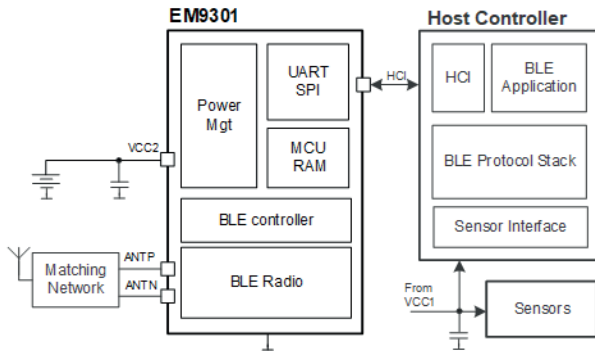 EM9301
Host Controller
UART
SPI
Power
Mgt
MCU
RAM
BLE controller
BLE Radio
VCC2
ANTP
ANTN
Matching
Network
HCI
HCI
BLE
Application
BLE Protocol Stack
Sensor Interface
From
VCC1
Sensors